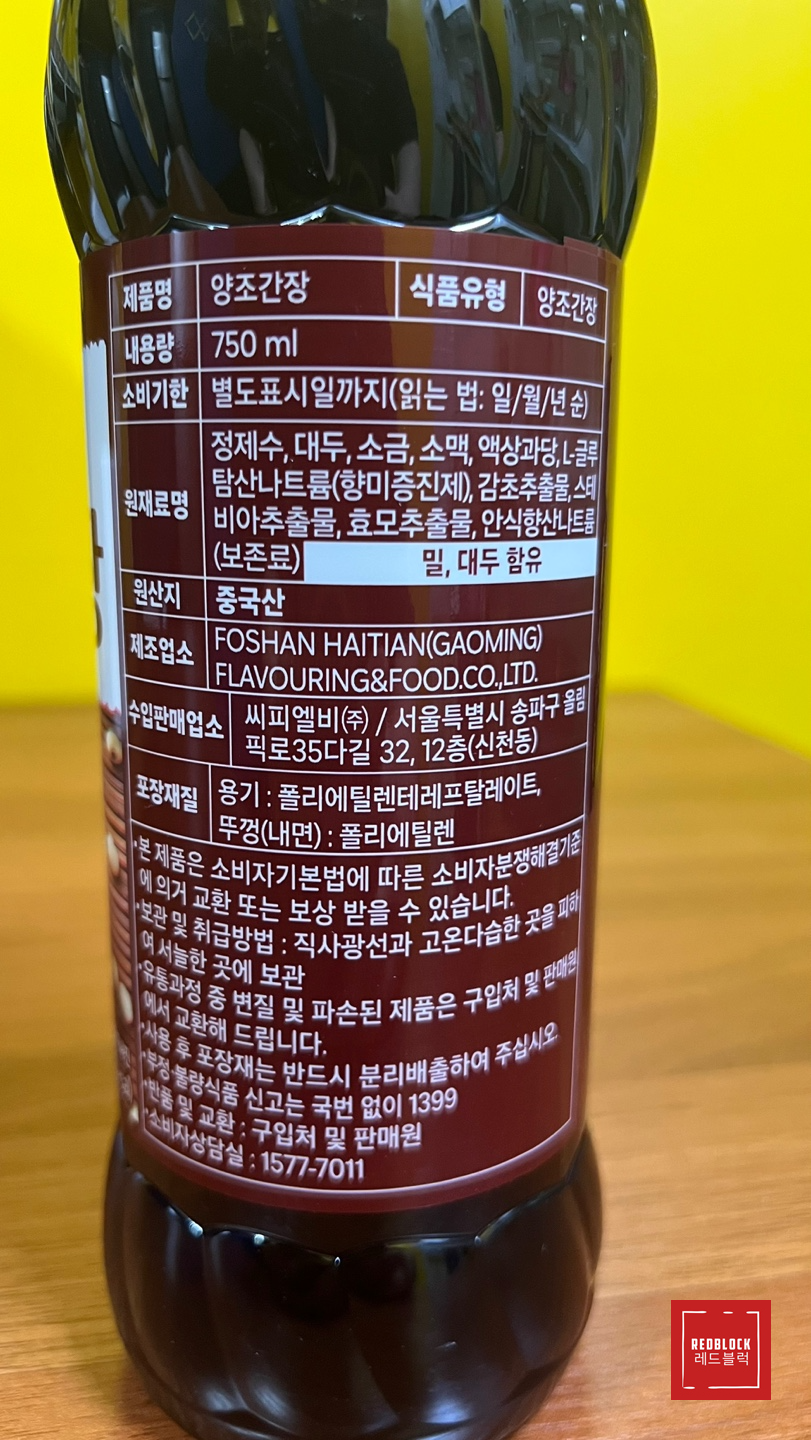 제품명 양조간장 식품유형 양조간장
내용량 750 ml
소비기한 별도표시일까지(읽는 법: 일/월/년 순)
원재료명 정제수, 대두, 소금, 소맥, 액상과당, L-글루
탐산나트륨(향미증진제), 감초추출물, 스테
비아추출물, 효모추출물, 안식향산나트륨
(보존료) 밀, 대두 함유
원산지 중국산
제조업소 FOSHAN HAITIAN(GAOMING)
FLAVOURING&FOOD.CO.,LTD.
수입판매업소 씨피엘비㈜ / 서울특별시 송파구 올림
픽로35다길 32, 12층(신천동)
포장재질 용기 : 폴리에틸렌테레프탈레이트,
뚜껑(내면) : 폴리에틸렌
•본 제품은 소비자기본법에 따른 소비자분쟁해결기준
에 의거 교환 또는 보상 받을 수 있습니다.
•보관 및 취급방법 : 직사광선과 고온다습한 곳을 피하
여 서늘한 곳에 보관
•유통과정 중 변질 및 파손된 제품은 구입처 및 판매원
에서 교환해 드립니다.
•사용 후 포장재는 반드시 분리배출하여 주십시오.
•부정·불량식품 신고는 국번 없이 1399
•반품 및 교환 : 구입처 및 판매원
•소비자상담실 : 1577-7011
REDBLOCK
레드블럭